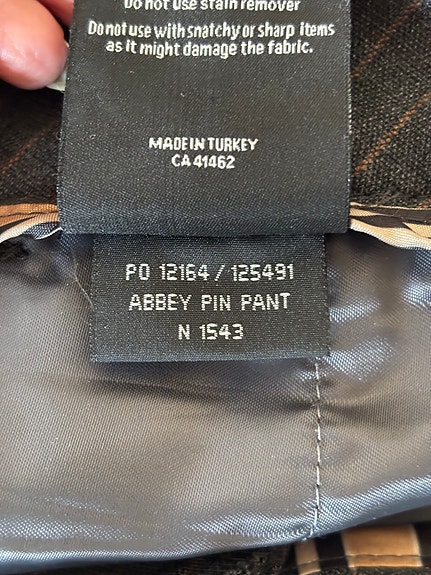 Do not use stain remover
Do not use with snatchy or sharp items
as it might damage the fabric.
MADE IN TURKEY
CA 41462
PO 12164 / 125491
ABBEY PIN PANT
N 1543